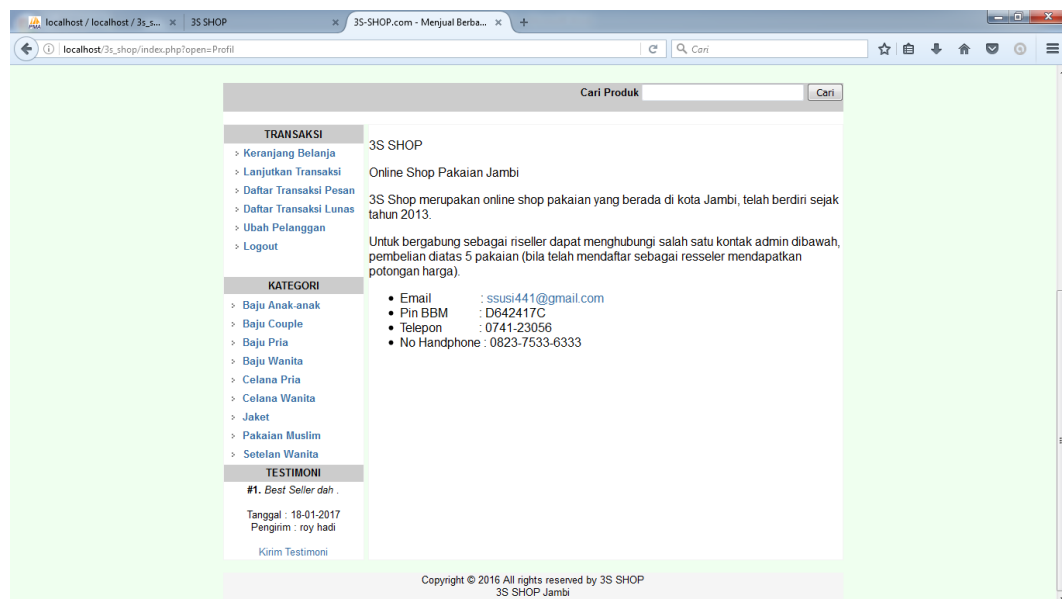 localhost / localhost / 3s_s...
3S SHOP
3S-SHOP.com - Menjual Berba...
localhost/3s_shop/index.php?open=Profil
Cari
Cari Produk
Cari
TRANSAKSI
Keranjang Belanja
Lanjutkan Transaksi
Daftar Transaksi Pesan
Daftar Transaksi Lunas
Ubah Pelanggan
Logout
KATEGORI
Baju Anak-anak
Baju Couple
Baju Pria
Baju Wanita
Celana Pria
Celana Wanita
Jaket
Pakaian Muslim
Setelan Wanita
TESTIMONI
#1. Best Seller dah .
Tanggal : 18-01-2017
Pengirim : roy hadi
Kirim Testimoni
3S SHOP
Online Shop Pakaian Jambi
3S Shop merupakan online shop pakaian yang berada di kota Jambi, telah berdiri sejak
tahun 2013.
Untuk bergabung sebagai riseller dapat menghubungi salah satu kontak admin dibawah,
pembelian diatas 5 pakaian (bila telah mendaftar sebagai resseler mendapatkan
potongan harga).
Email : ssusi441@gmail.com
Pin BBM : D642417C
Telepon : 0741-23056
No Handphone : 0823-7533-6333
Copyright © 2016 All rights reserved by 3S SHOP
3S SHOP Jambi